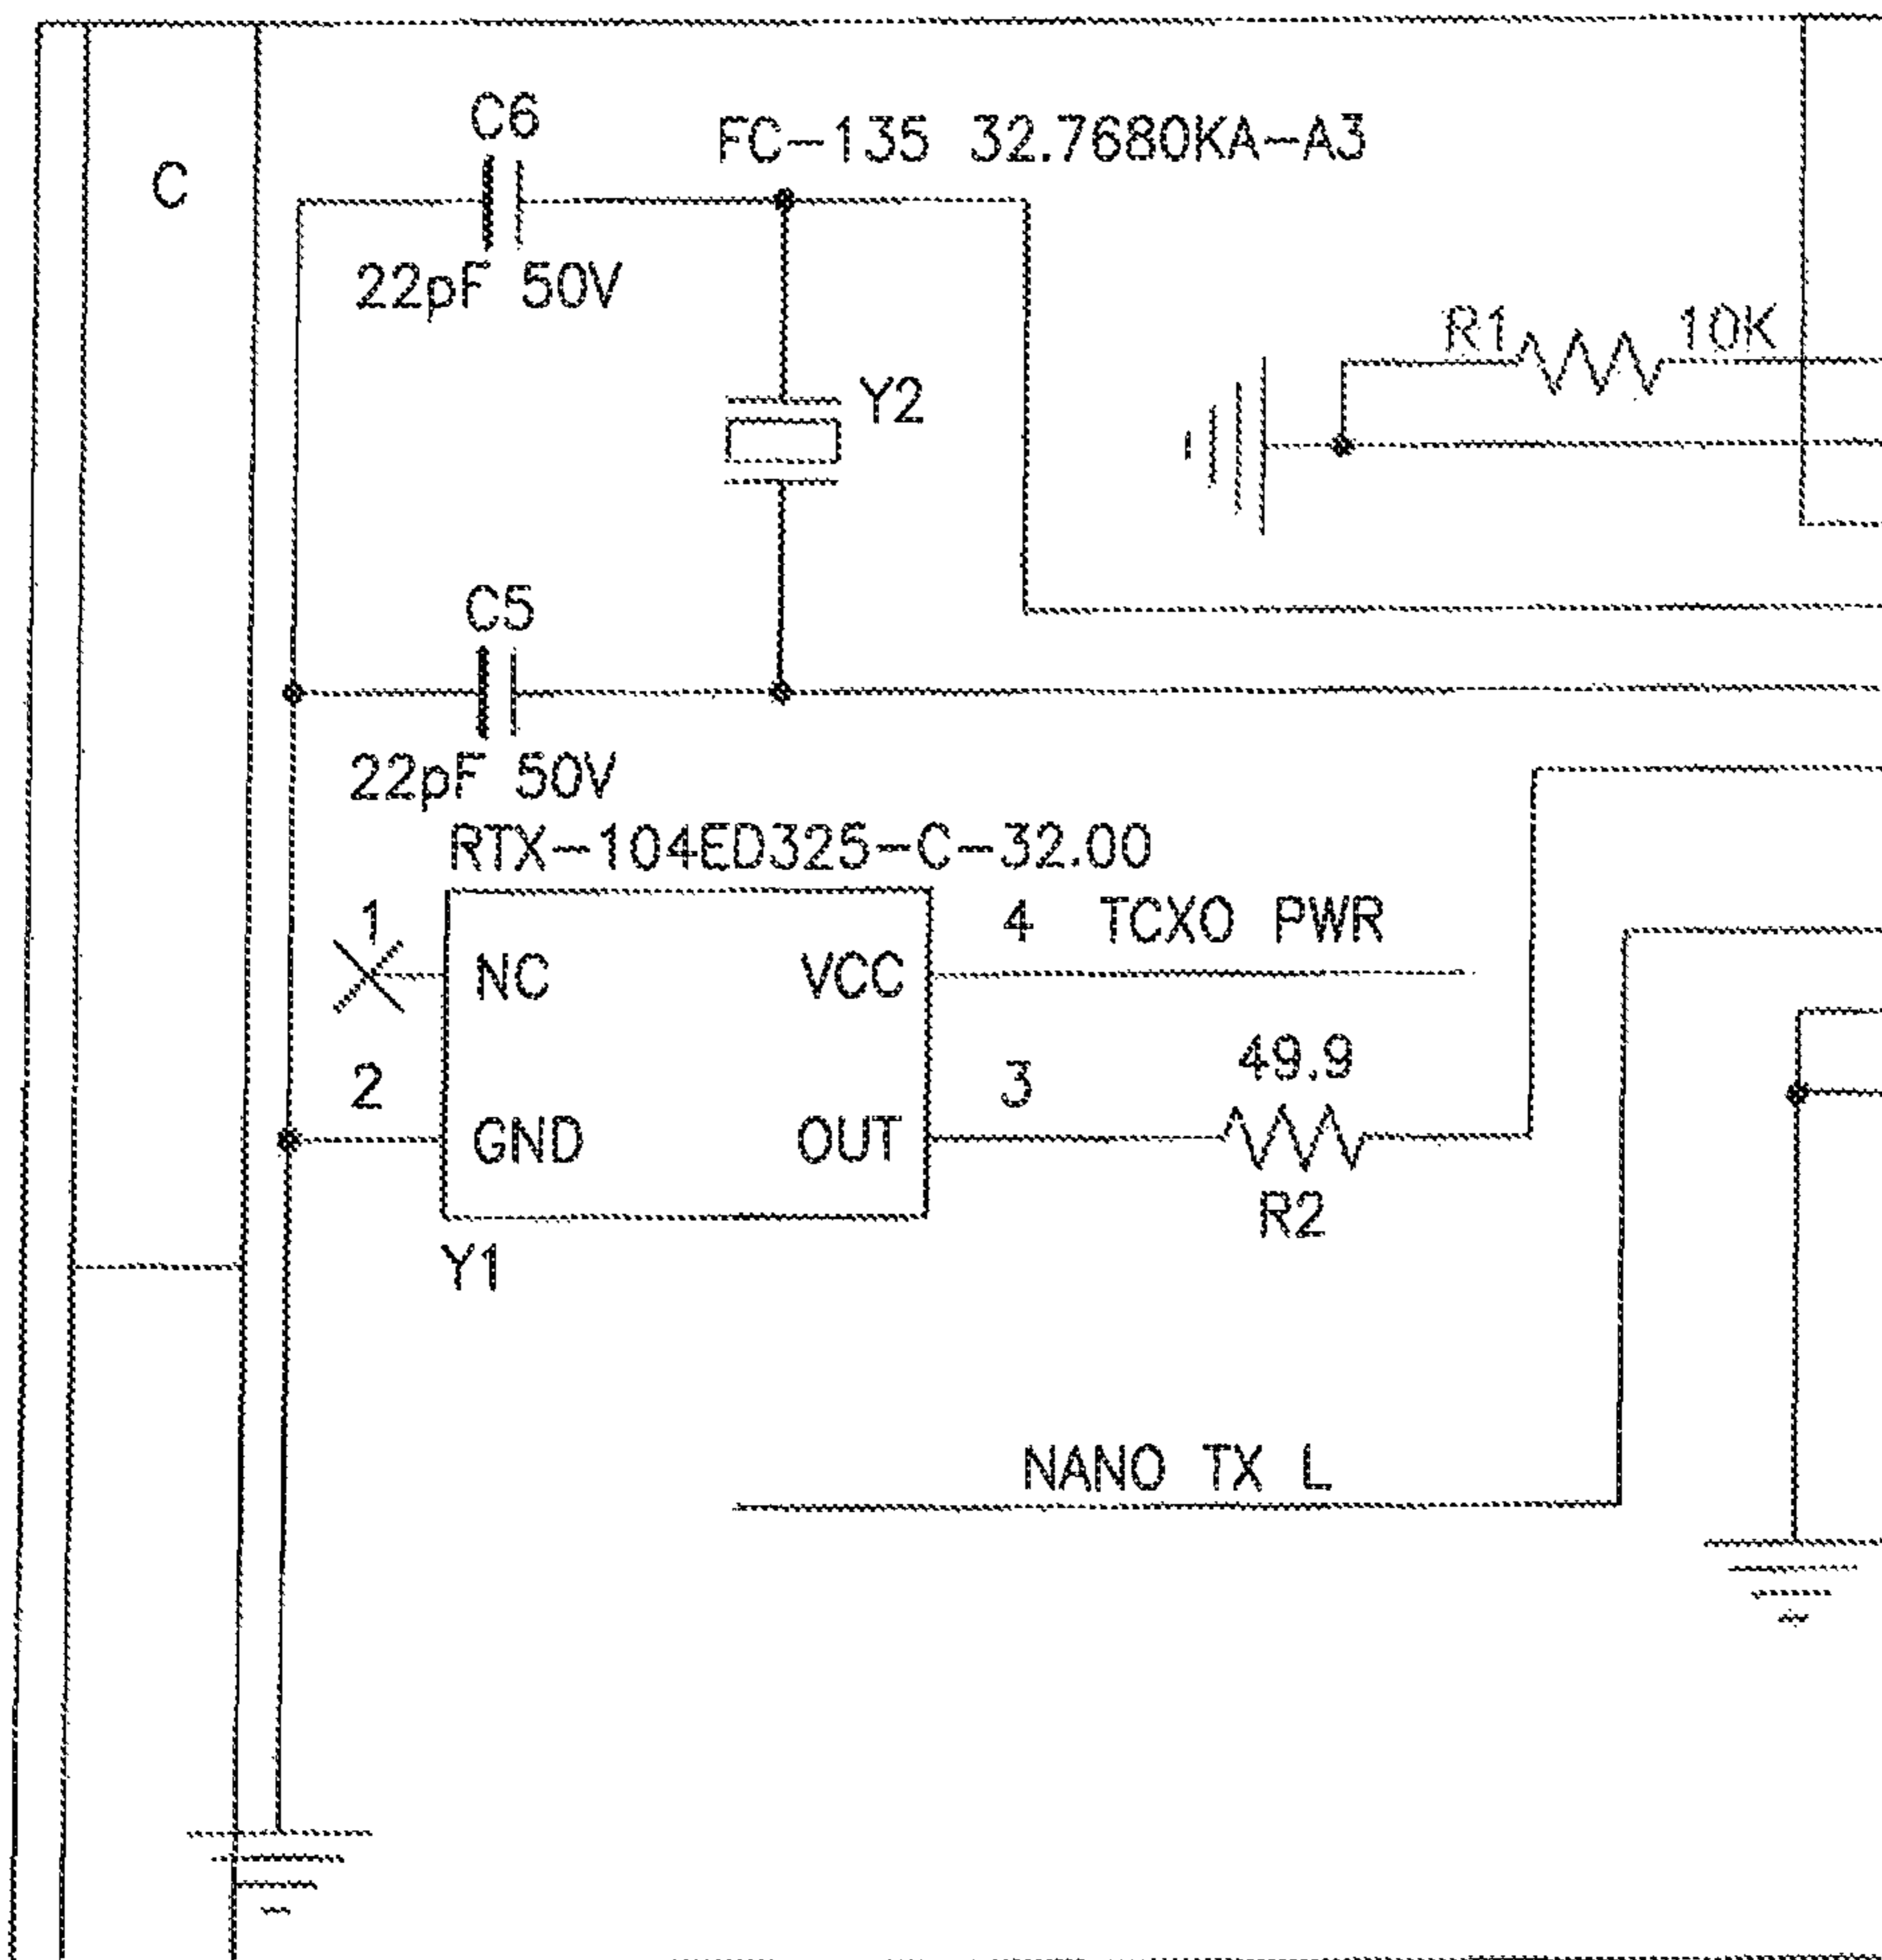 C6
FC-135 32.7680KA-A3
C
22pF 50V
R1 10K
Y2
C5
22pF 50V
RTX-104ED325-C-32.00
1
4 TCXO PWR
NC VCC
2
3
49.9
GND OUT
R2
Y1
NANO TX L